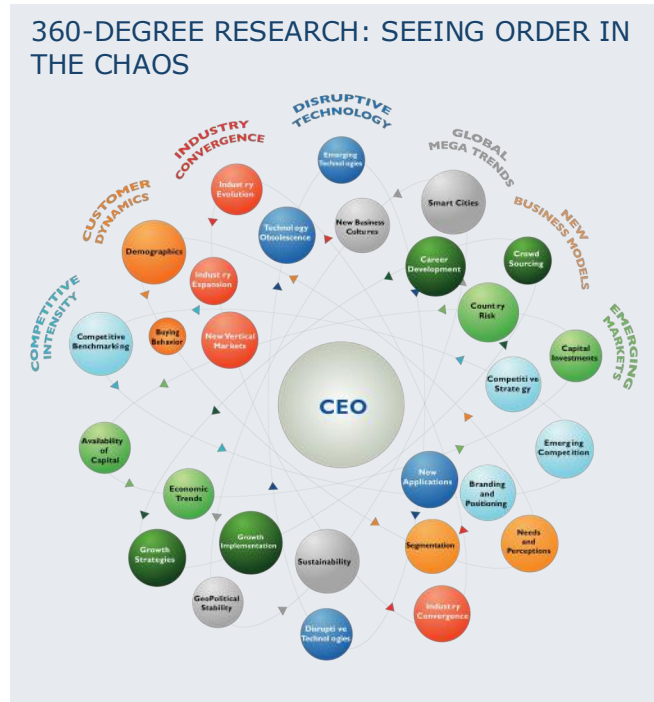 360-DEGREE RESEARCH: SEEING ORDER IN
THE CHAOS
DISRUPTIVE
TECHNOLOGY
INDUSTRY
CONVERGENCE
GLOBAL
MEGA TRENDS
CUSTOMER
DYNAMICS
NEW
BUSINESS MODELS
COMPETITIVE
INTENSITY
EMERGING
MARKETS
Emerging
Technologies
Industry
Evolution
Smart Cities
Technology
Obsolescence
New Business
Cultures
Demographics
Career
Development
Crowd
Sourcing
Industry
Expansion
Country
Risk
Competitive
Benchmarking
Buying
Behavior
New Vertical
Markets
Capital
Investments
Competitive
Strategy
CEO
Availability
of
Capital
Emerging
Competition
Economic
Trends
New
Applications
Branding
and
Positioning
Growth
Strategies
Growth
Implementation
Sustainability
Segmentation
Needs
and
Perceptions
GeoPolitical
Stability
Industry
Convergence
Disruptive
Technologies